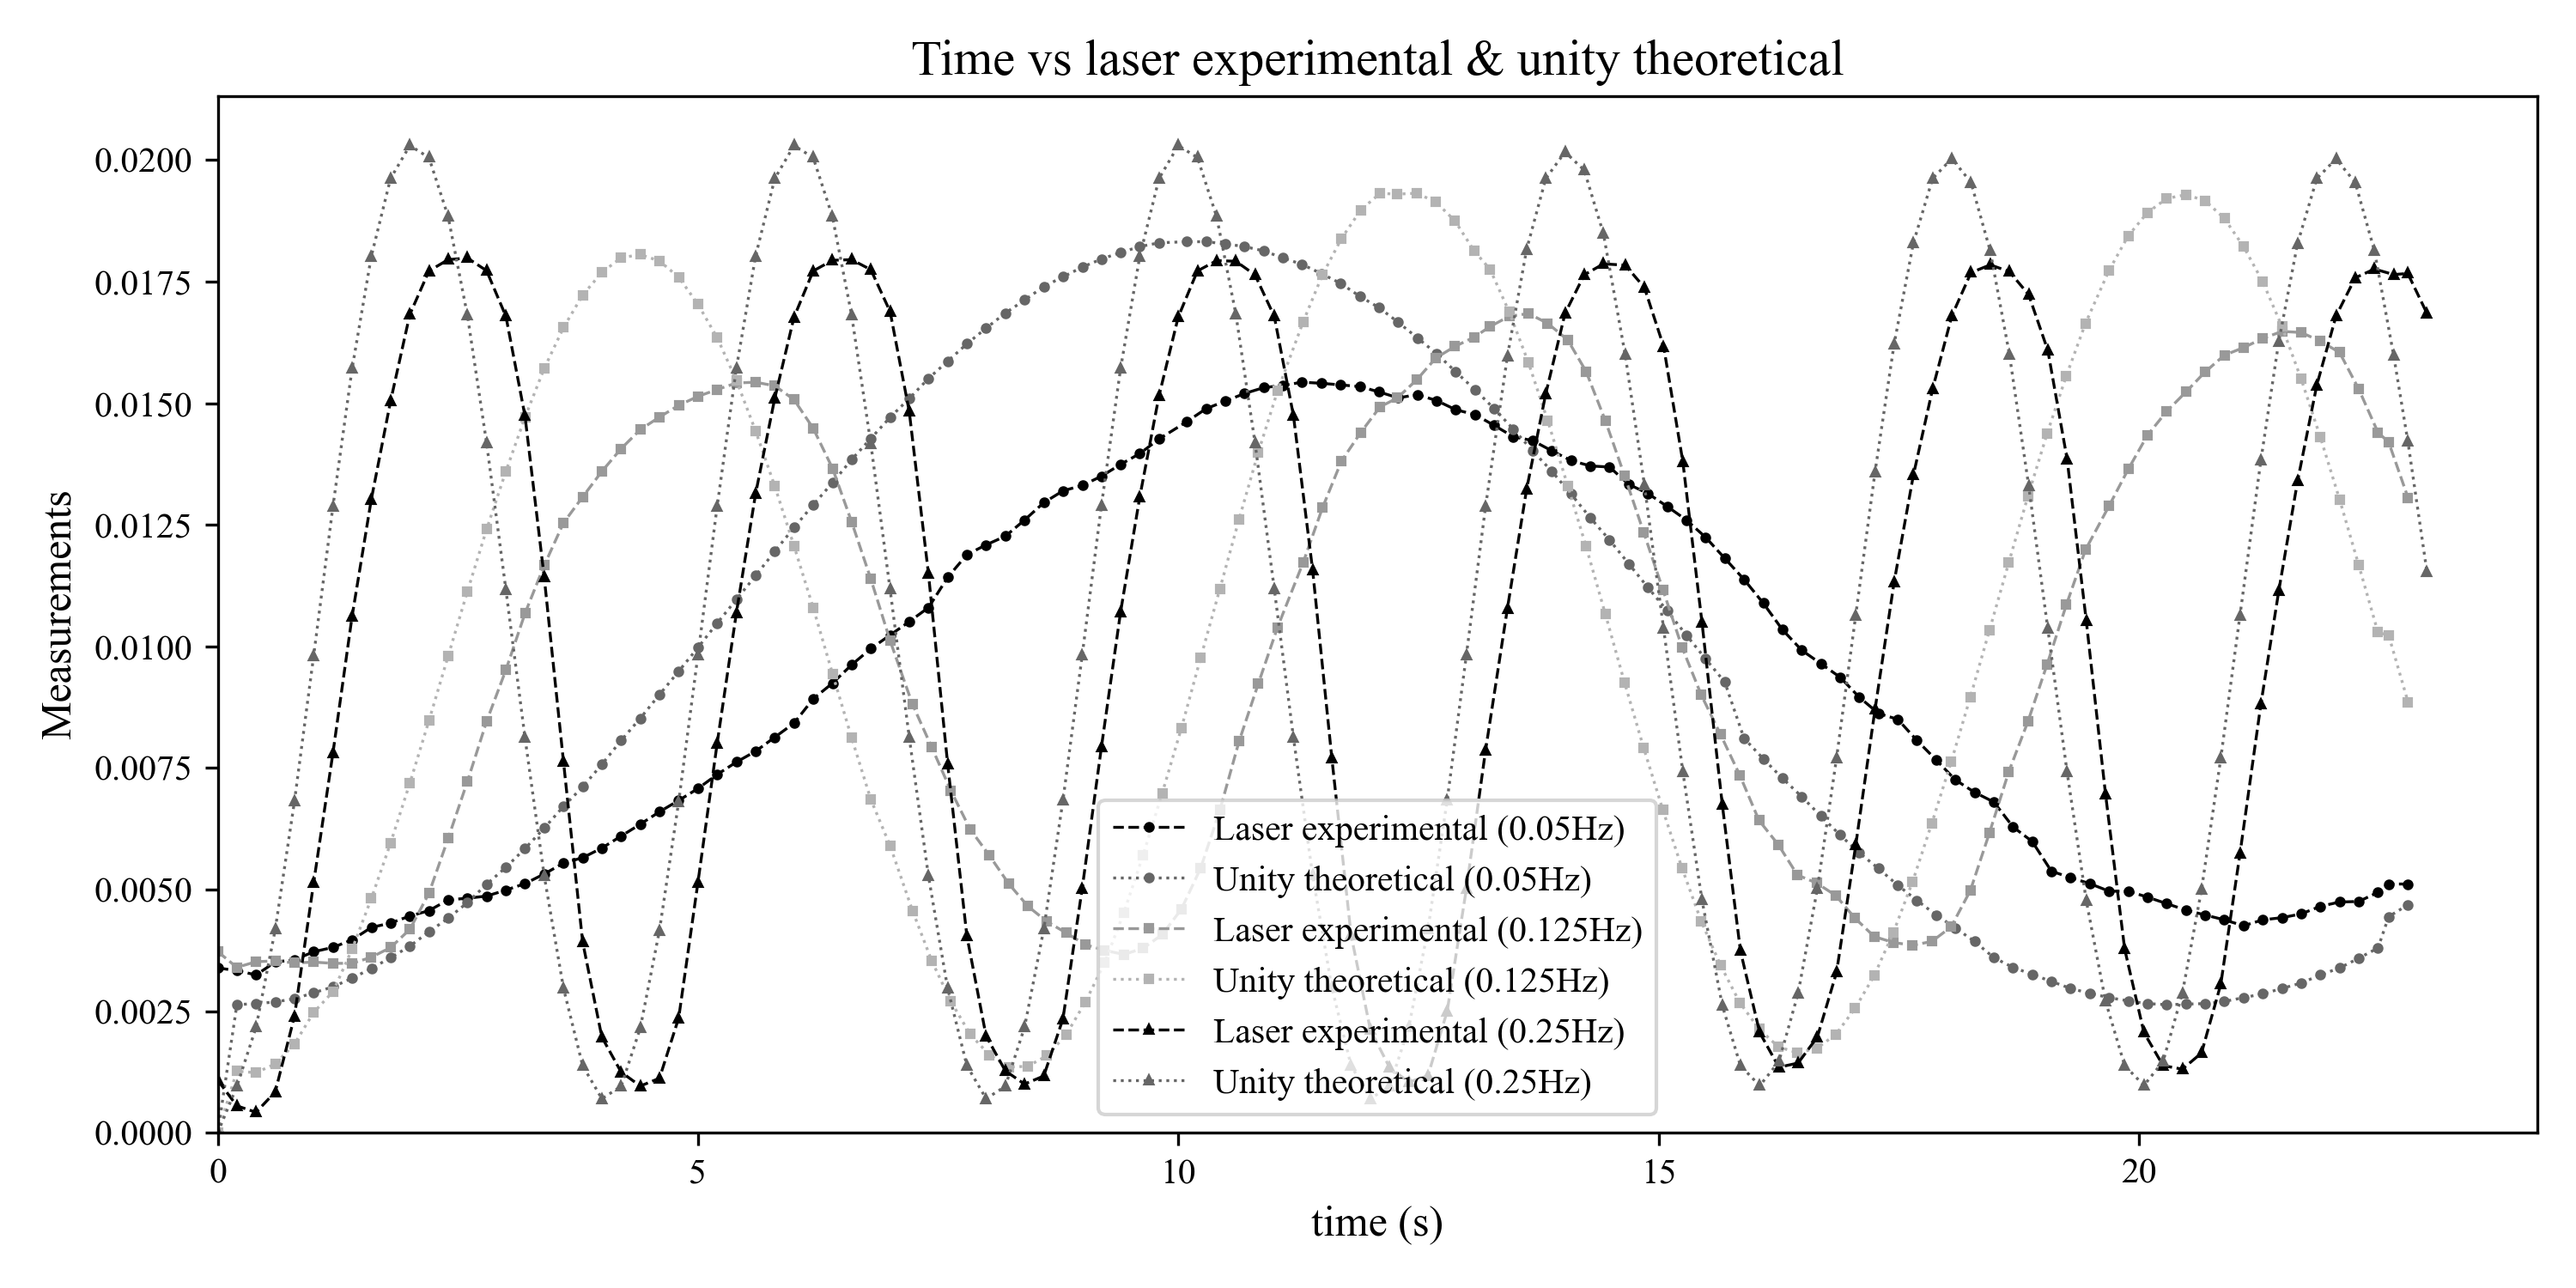 Time vs laser experimental & unity theoretical
Measurements
0.0200
0.0175
0.0150
0.0125
0.0100
0.0075
0.0050
0.0025
0.0000
Laser experimental (0.05Hz)
Unity theoretical (0.05Hz)
Laser experimental (0.125Hz)
Unity theoretical (0.125Hz)
Laser experimental (0.25Hz)
Unity theoretical (0.25Hz)
0 5 10 15 20
time (s)